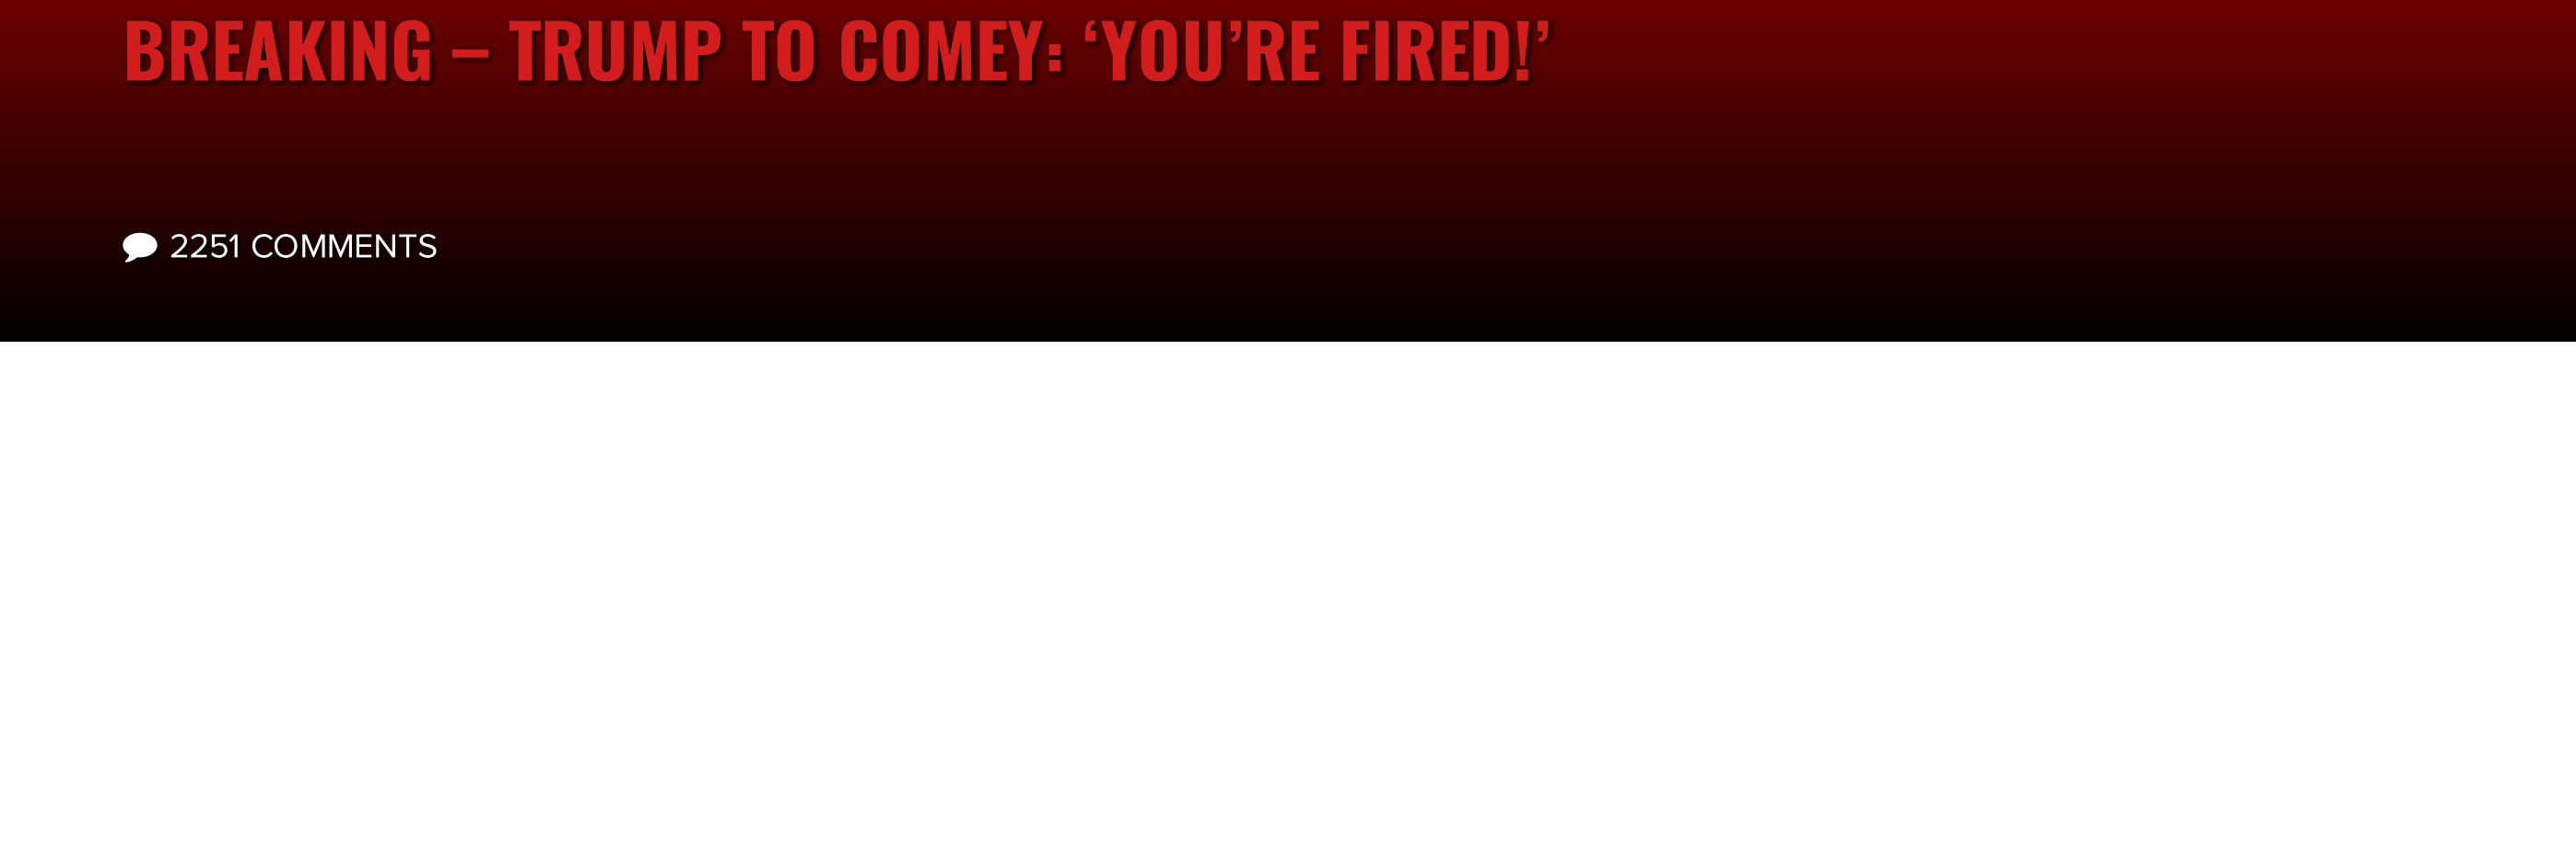 BREAKING – TRUMP TO COMEY: ‘YOU’RE FIRED!’
2251 COMMENTS